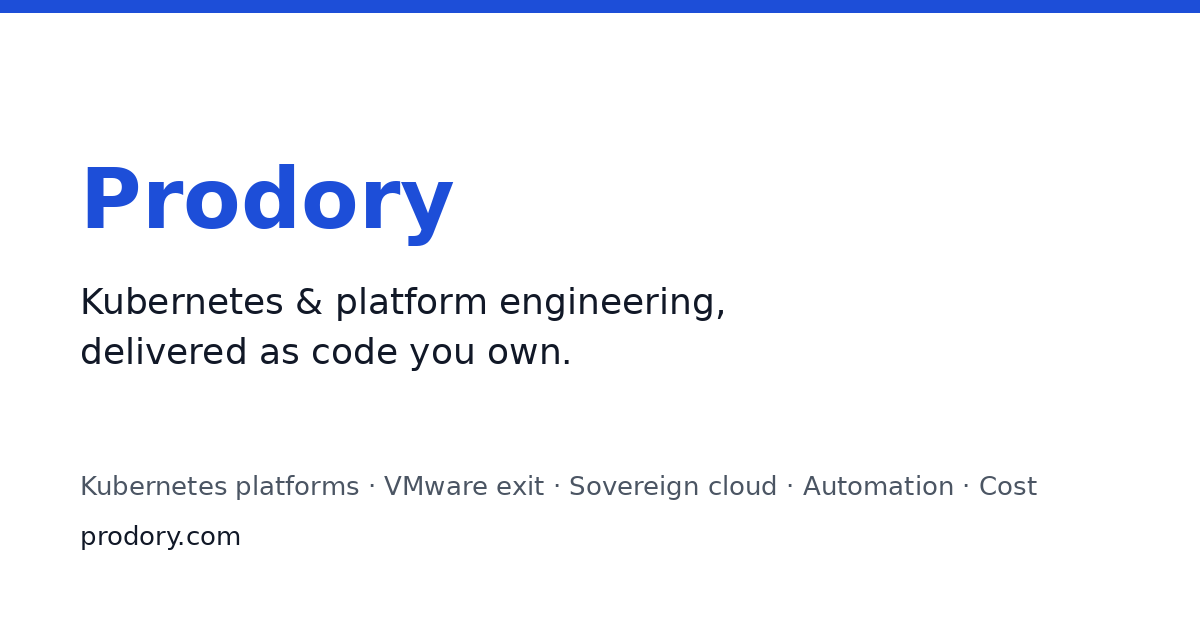 Prodory
Kubernetes & platform engineering,
delivered as code you own.
Kubernetes platforms · VMware exit · Sovereign cloud · Automation · Cost
prodory.com